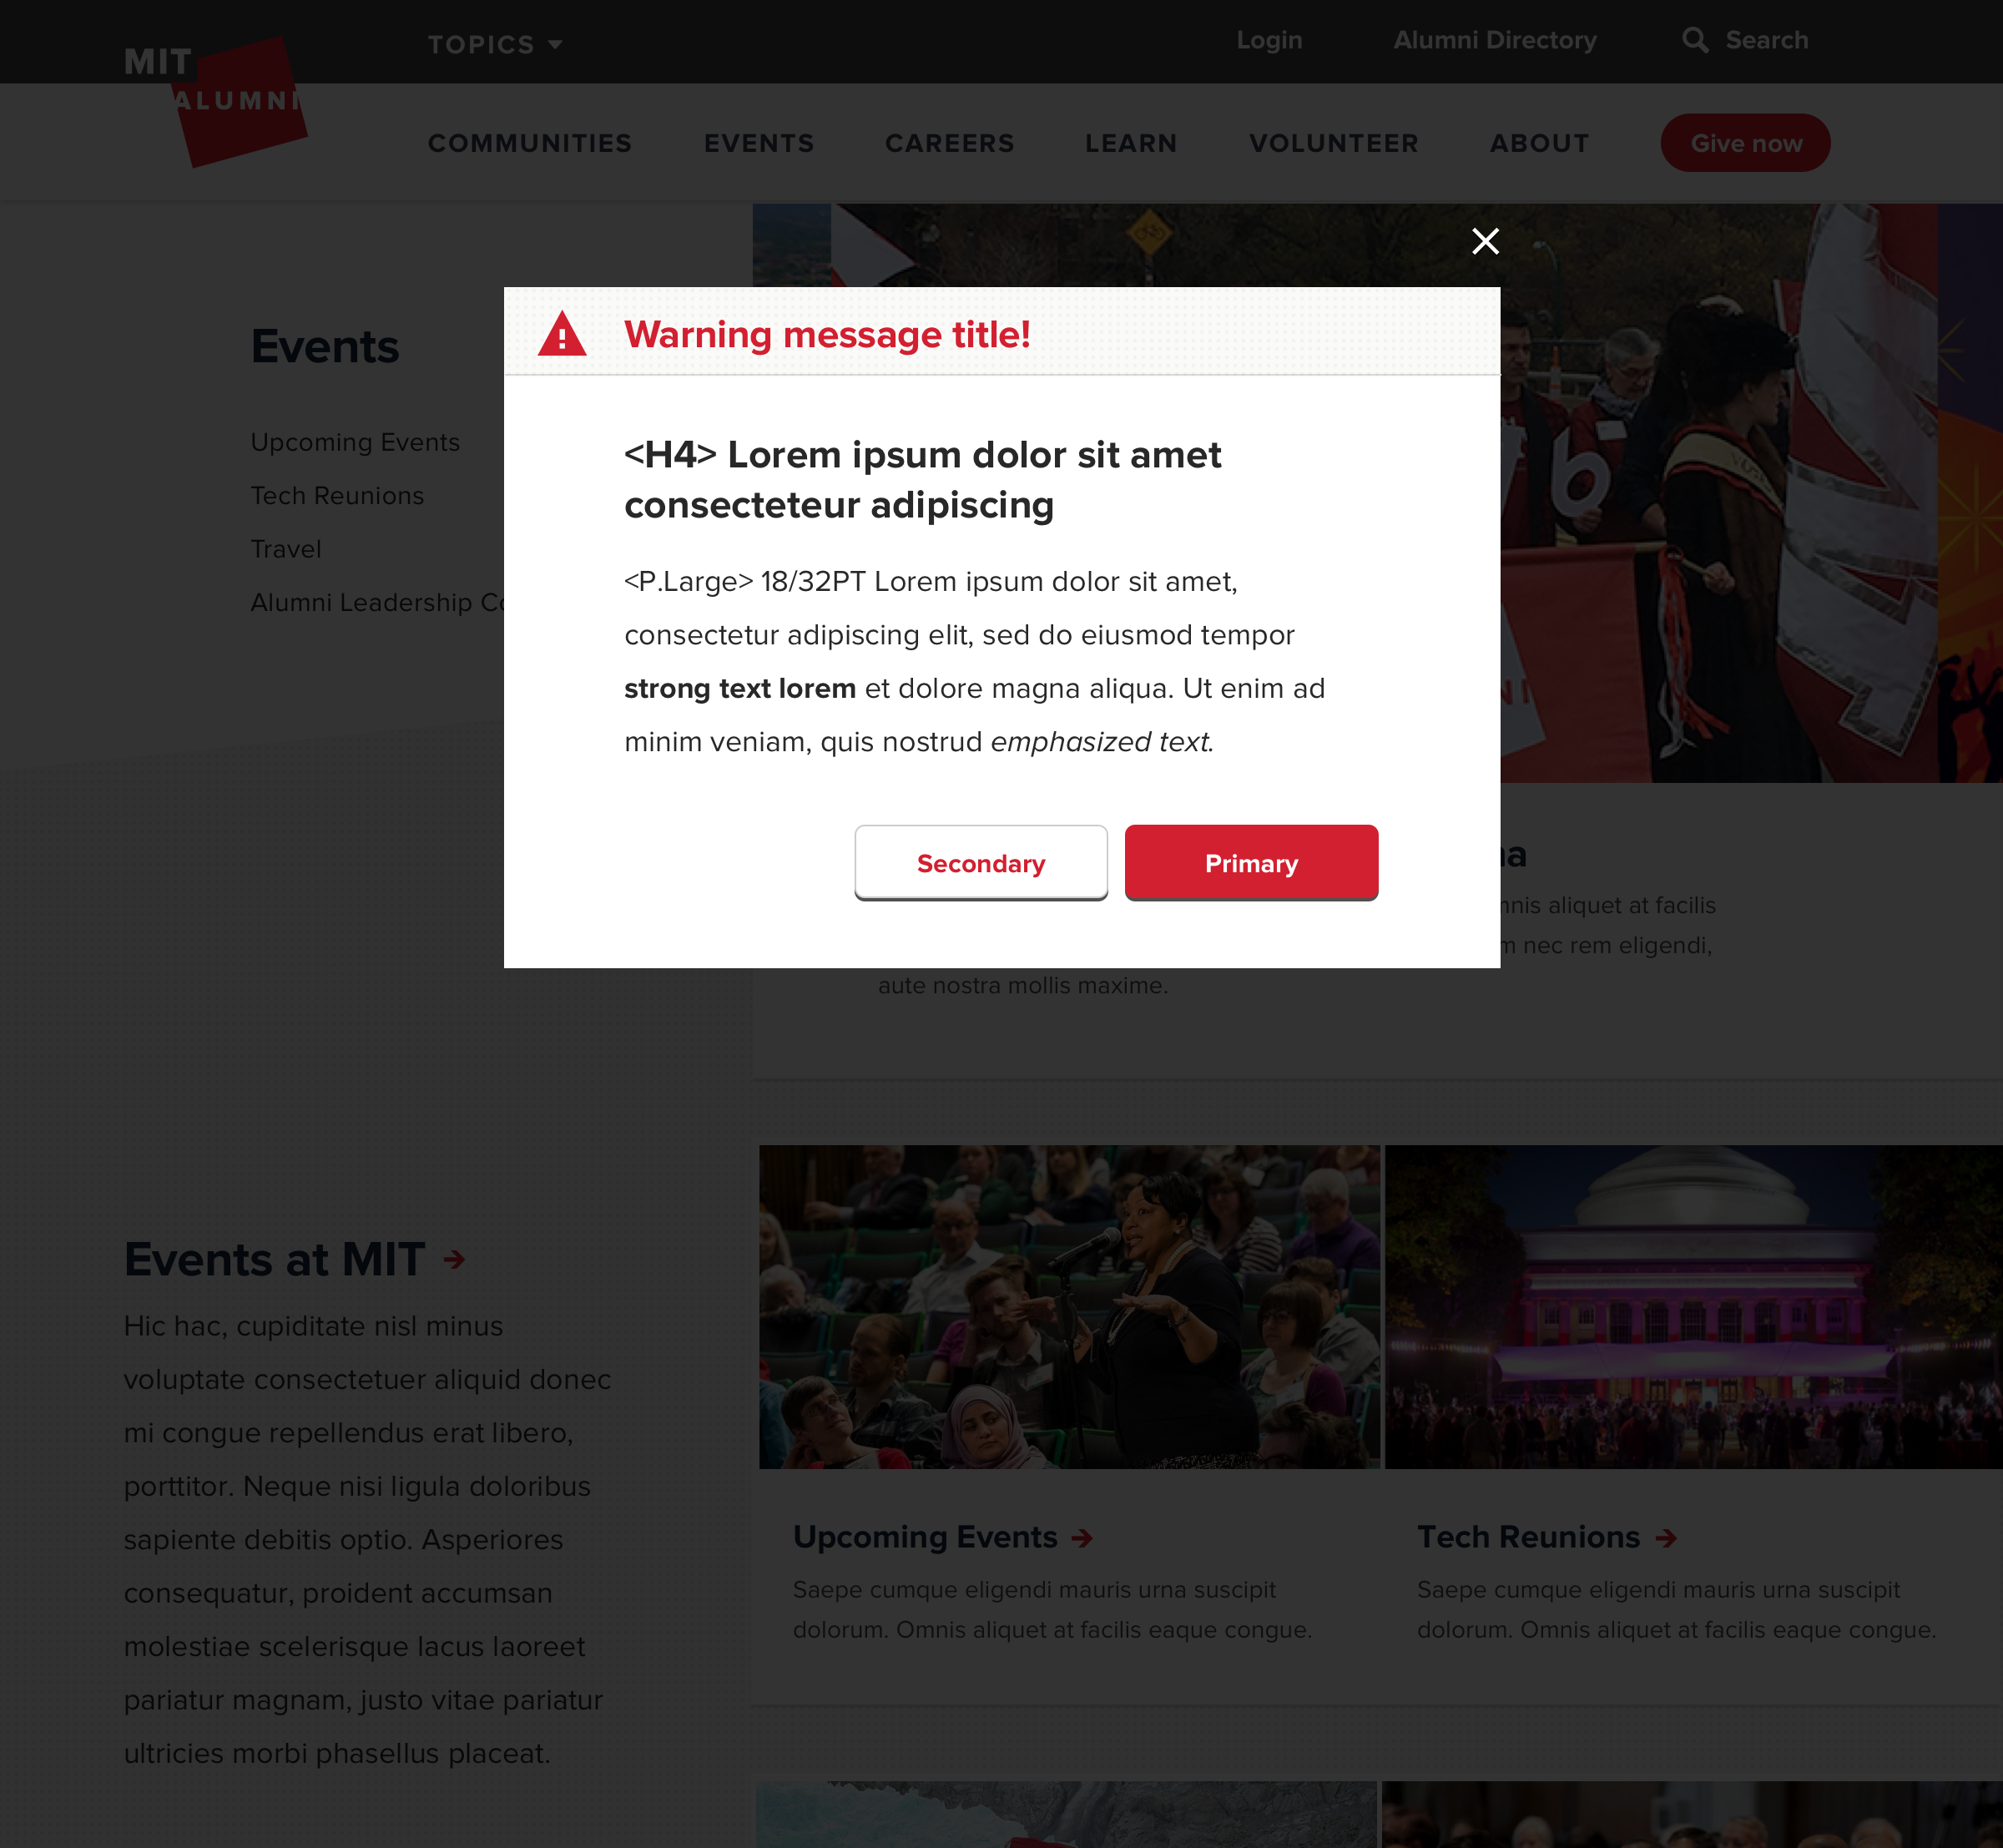 MIT
ALUMNI
TOPICS
Login
Alumni Directory
Search
COMMUNITIES
EVENTS
CAREERS
LEARN
VOLUNTEER
ABOUT
Give now
Events
Upcoming Events
Tech Reunions
Travel
Alumni Leadership
Warning message title!
<H4> Lorem ipsum dolor sit amet
consecteteur adipiscing
<P.Large> 18/32PT Lorem ipsum dolor sit amet,
consectetur adipiscing elit, sed do eiusmod tempor
strong text lorem et dolore magna aliqua. Ut enim ad
minim veniam, quis nostrud emphasized text.
Secondary
Primary
aliquet at facilis
nec rem eligendi,
aute nostra mollis maxime.
Events at MIT
Hic hac, cupiditate nisl minus
voluptate consectetuer aliquid donec
mi congue repellendus erat libero,
porttitor. Neque nisi ligula doloribus
sapiente debitis optio. Asperiores
consequatur, proident accumsan
molestiae scelerisque lacus laoreet
pariatur magnam, justo vitae pariatur
ultricies morbi phasellus placeat.
Upcoming Events
Saepe cumque eligendi mauris urna suscipit
dolorum. Omnis aliquet at facilis eaque congue.
Tech Reunions
Saepe cumque eligendi mauris urna suscipit
dolorum. Omnis aliquet at facilis eaque congue.